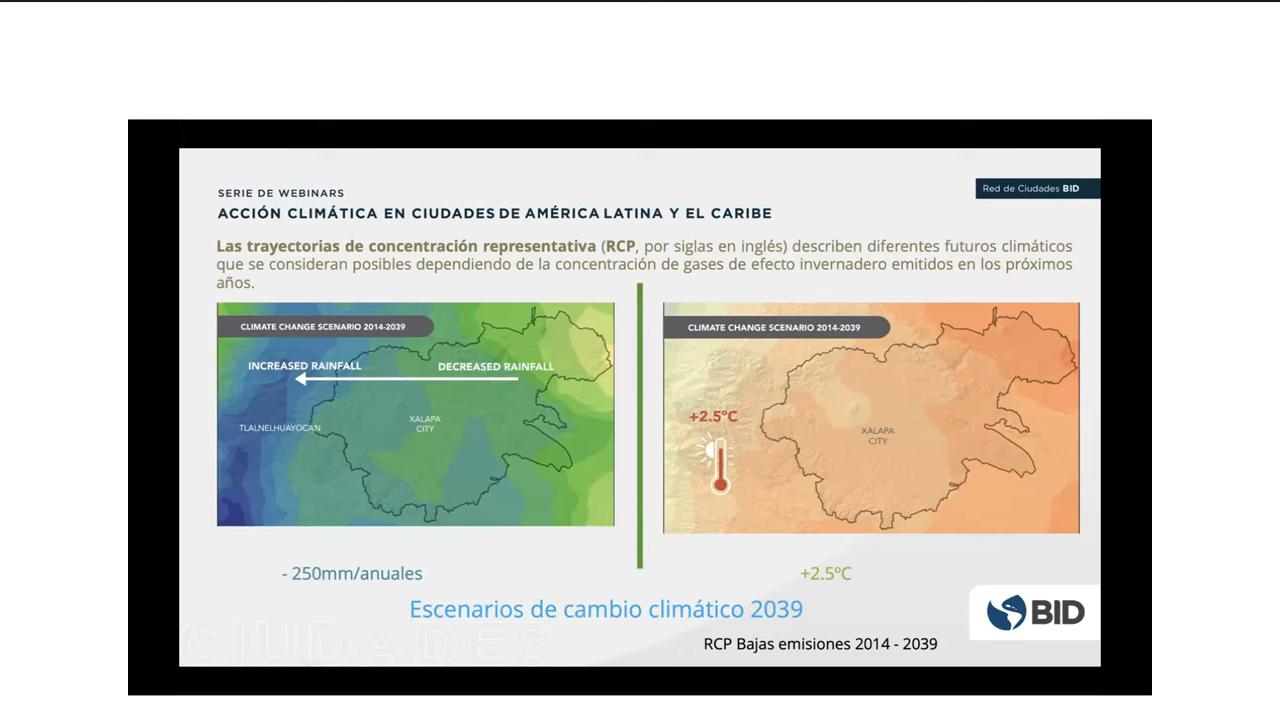 SERIE DE WEBINARS
ACCIÓN CLIMÁTICA EN CIUDADES DE AMÉRICA LATINA Y EL CARIBE
Red de Ciudades BID
Las trayectorias de concentración representativa (RCP, por siglas en inglés) describen diferentes futuros climáticos
que se consideran posibles dependiendo de la concentración de gases de efecto invernadero emitidos en los próximos
años.
CLIMATE CHANGE SCENARIO 2014-2039
INCREASED RAINFALL
DECREASED RAINFALL
TLALNELHUAYOCAN
XALAPA
CITY
CLIMATE CHANGE SCENARIO 2014-2039
+2.5ºC
XALAPA
CITY
- 250mm/anuales
+2.5ºC
Escenarios de cambio climático 2039
BID
CIUDADES
RCP Bajas emisiones 2014 - 2039